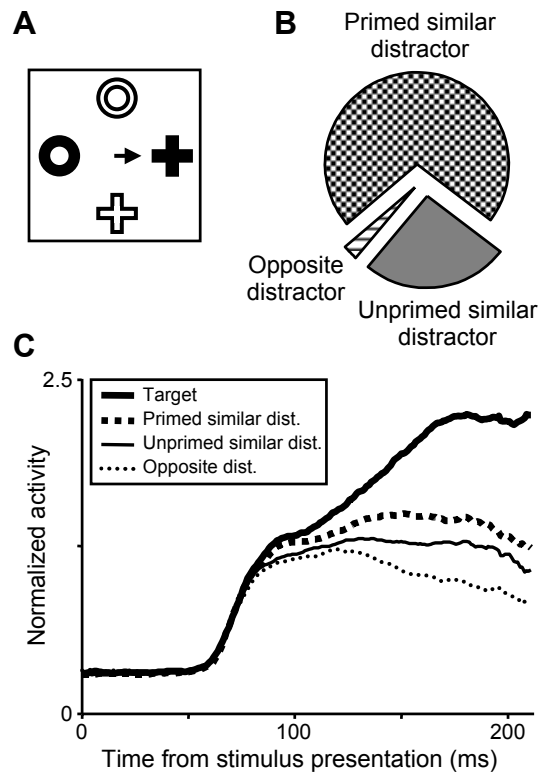 A
B
Primed similar
distractor
Opposite
distractor
Unprimed similar
distractor
C
2.5
Target
Primed similar dist.
Unprimed similar dist.
Opposite dist.
Normalized activity
0
0
100
200
Time from stimulus presentation (ms)